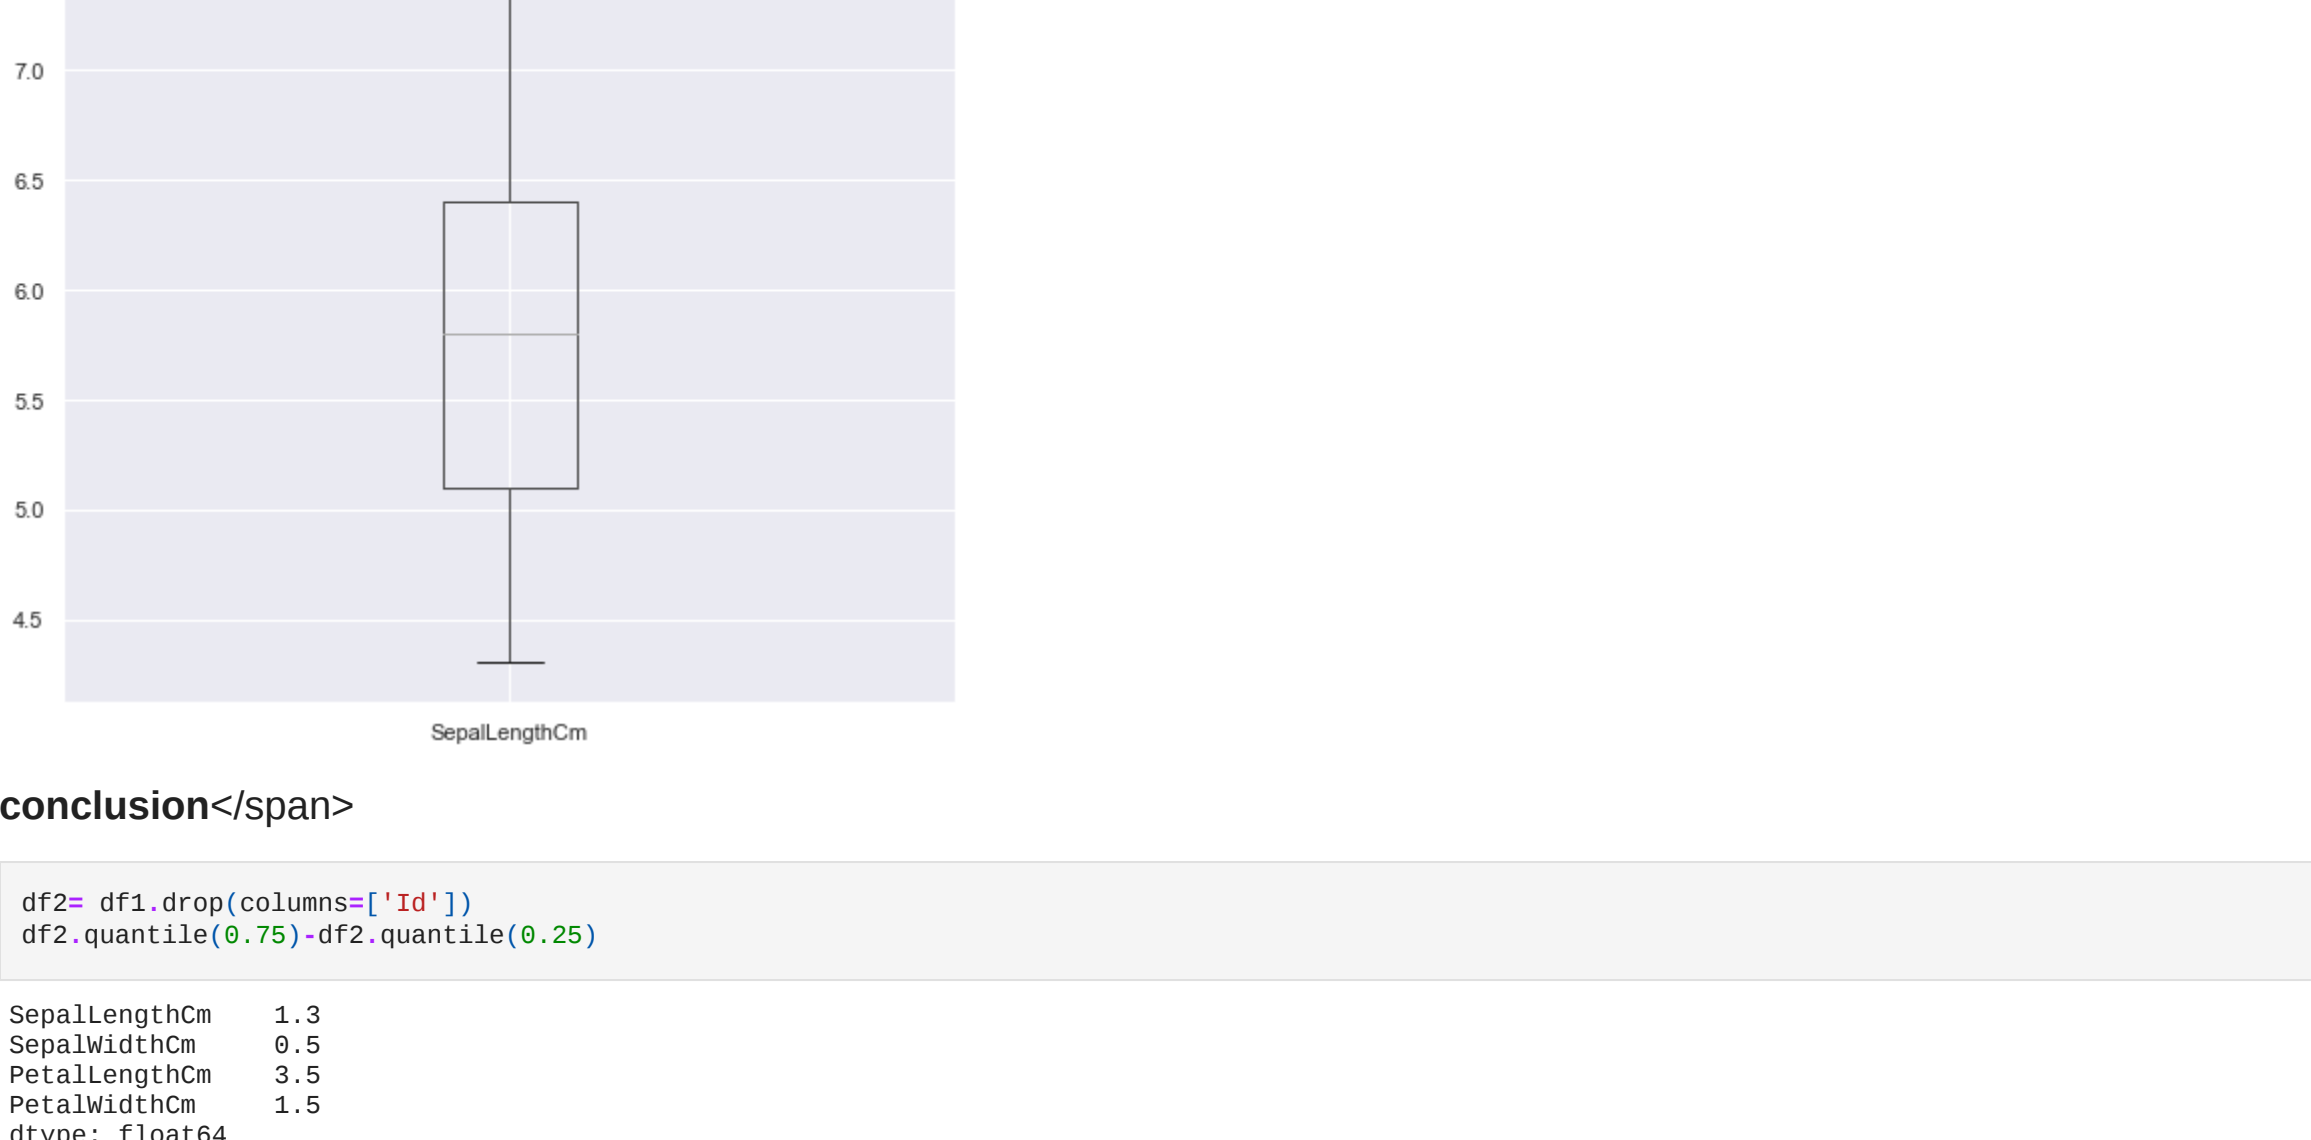 7.0
6.5
6.0
5.5
5.0
4.5
SepalLengthCm
conclusion</span>
df2= df1.drop(columns=['Id'])
df2.quantile(0.75)-df2.quantile(0.25)
SepalLengthCm    1.3
SepalWidthCm     0.5
PetalLengthCm    3.5
PetalWidthCm     1.5
dtype: float64